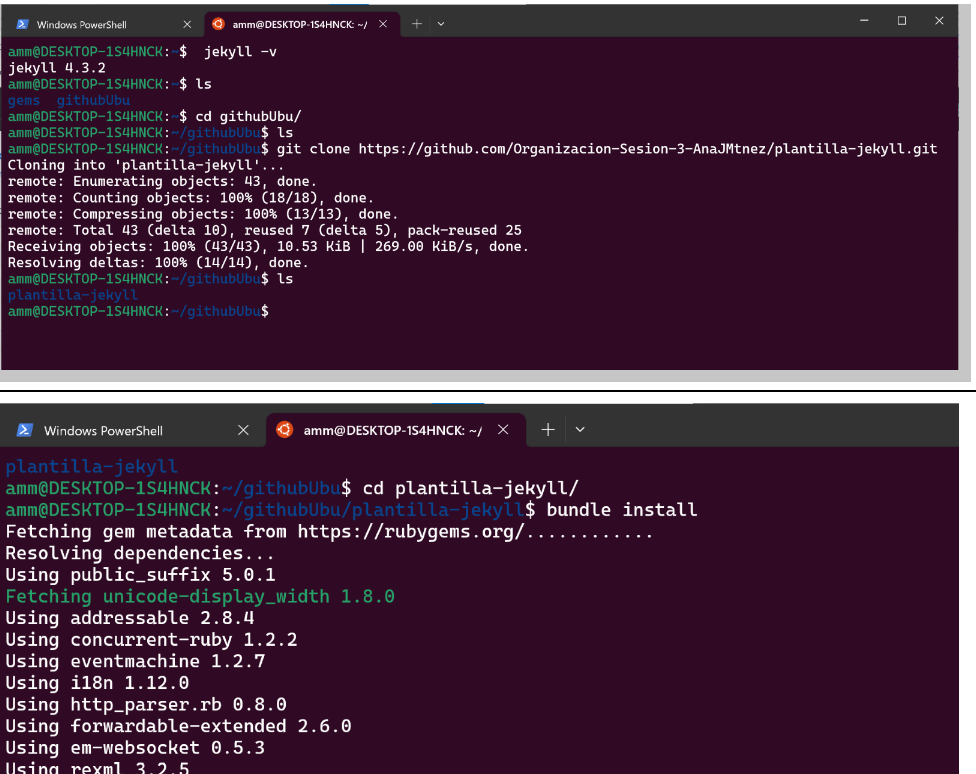 Windows PowerShell
amm@DESKTOP-1S4HNCK: ~/
amm@DESKTOP-1S4HNCK:~$  jekyll -v
jekyll 4.3.2
amm@DESKTOP-1S4HNCK:~$ ls
gems  githubUbu
amm@DESKTOP-1S4HNCK:~$ cd githubUbu/
amm@DESKTOP-1S4HNCK:~/githubUbu$ ls
amm@DESKTOP-1S4HNCK:~/githubUbu$ git clone https://github.com/Organizacion-Sesion-3-AnaJMtnez/plantilla-jekyll.git
Cloning into 'plantilla-jekyll'...
remote: Enumerating objects: 43, done.
remote: Counting objects: 100% (18/18), done.
remote: Compressing objects: 100% (13/13), done.
remote: Total 43 (delta 10), reused 7 (delta 5), pack-reused 25
Receiving objects: 100% (43/43), 10.53 KiB | 269.00 KiB/s, done.
Resolving deltas: 100% (14/14), done.
amm@DESKTOP-1S4HNCK:~/githubUbu$ ls
plantilla-jekyll
amm@DESKTOP-1S4HNCK:~/githubUbu$
Windows PowerShell
amm@DESKTOP-1S4HNCK: ~/
plantilla-jekyll
amm@DESKTOP-1S4HNCK:~/githubUbu$ cd plantilla-jekyll/
amm@DESKTOP-1S4HNCK:~/githubUbu/plantilla-jekyll$ bundle install
Fetching gem metadata from https://rubygems.org/............
Resolving dependencies...
Using public_suffix 5.0.1
Fetching unicode-display_width 1.8.0
Using addressable 2.8.4
Using concurrent-ruby 1.2.2
Using eventmachine 1.2.7
Using i18n 1.12.0
Using http_parser.rb 0.8.0
Using forwardable-extended 2.6.0
Using em-websocket 0.5.3
Using rexml 3.2.5